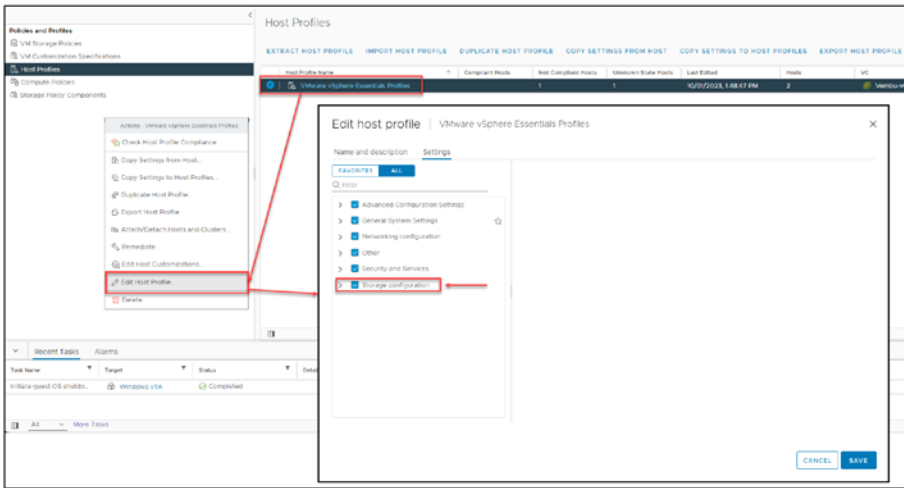 Policies and Profiles
VM Storage Policies
VM Customization Specifications
Host Profiles
Compute Policies
Storage Policy Components
Host Profiles
EXTRACT HOST PROFILE IMPORT HOST PROFILE DUPLICATE HOST PROFILE COPY SETTINGS FROM HOST COPY SETTINGS TO HOST PROFILES EXPORT HOST PROFILE
Host Profile Name Compliant Hosts Not Compliant Hosts Unknown State Hosts Last Edited Hosts VC
VMware vSphere Essentials Profiles 1 1 10/01/2023, 1:48:47 PM 2
Actions - VMware vSphere Essentials Profiles
Check Host Profile Compliance
Copy Settings from Host...
Copy Settings to Host Profiles...
Duplicate Host Profile...
Export Host Profile
Attach/Detach Hosts and Clusters...
Remediate...
Edit Host Customizations...
Edit Host Profile...
Delete
Edit host profile | VMware vSphere Essentials Profiles
Name and description Settings
FAVORITES ALL
Filter
Advanced Configuration Settings
General System Settings
Networking configuration
Other
Security and Services
Storage configuration
CANCEL SAVE
Recent Tasks Alarms
Task Name Target Status Detai
Initiate guest OS shutdo... Windows vSA Completed
All More Tasks